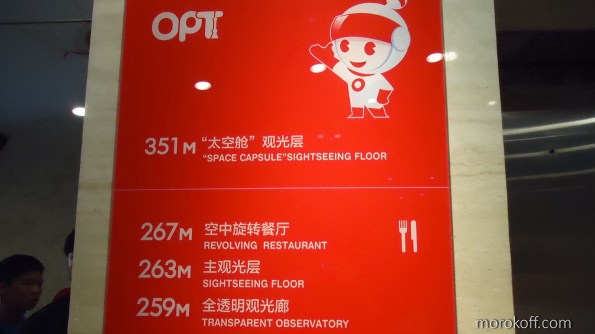 OPT
351M "太空舱"观光层
"SPACE CAPSULE"SIGHTSEEING FLOOR
267M 空中旋转餐厅
REVOLVING RESTAURANT
263M 主观光层
SIGHTSEEING FLOOR
259M 全透明观光廊
TRANSPARENT OBSERVATORY
morokoff.com